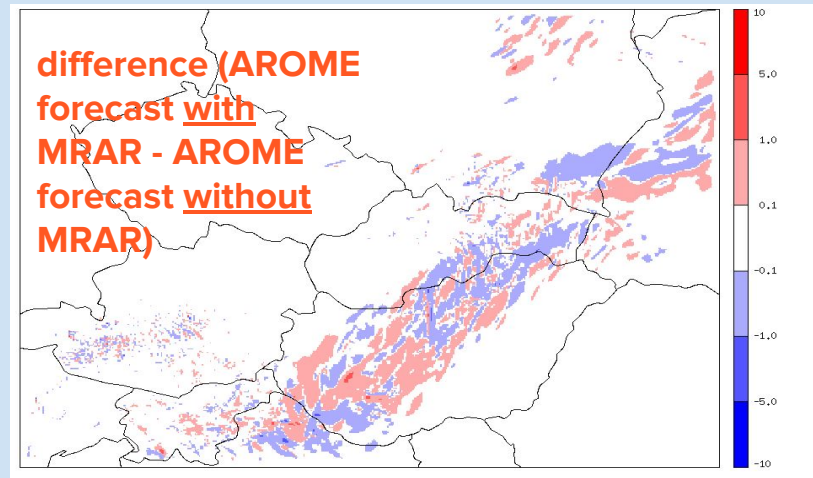 difference (AROME
forecast with
MRAR - AROME
forecast without
MRAR)
10
5.0
1.0
0.1
-0.1
-1.0
-5.0
-10